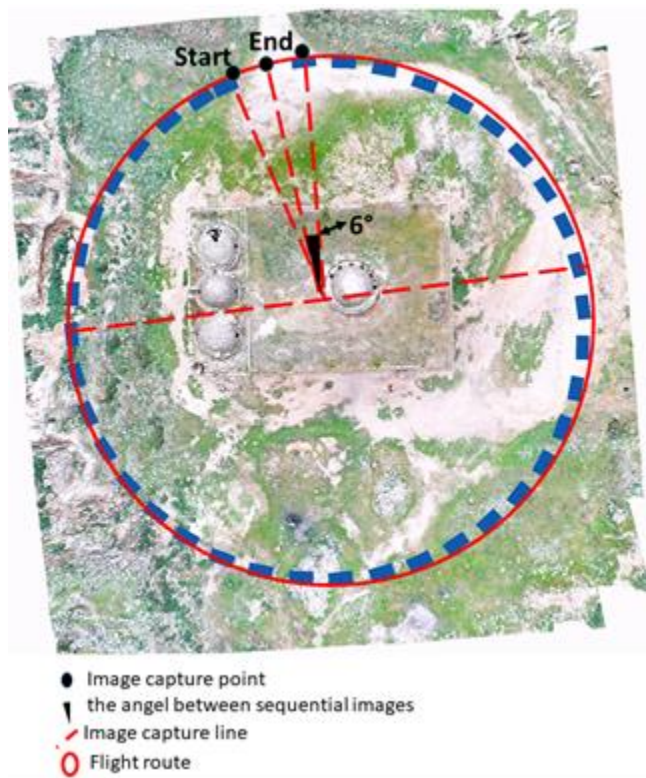 Start
End
6°
Image capture point
the angel between sequential images
Image capture line
Flight route